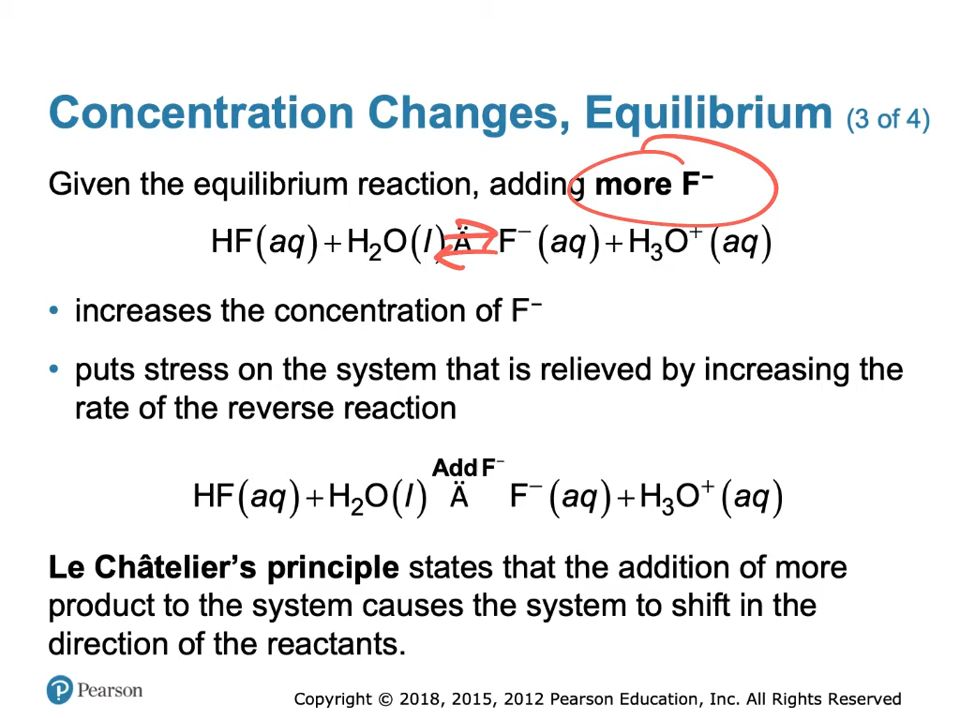 Concentration Changes, Equilibrium (3 of 4)
Given the equilibrium reaction, adding more F⁻
HF(aq) + H₂O(l) Ä F⁻(aq) + H₃O⁺(aq)
• increases the concentration of F⁻
• puts stress on the system that is relieved by increasing the
rate of the reverse reaction
Add F⁻
HF(aq) + H₂O(l) Ä F⁻(aq) + H₃O⁺(aq)
Le Châtelier’s principle states that the addition of more
product to the system causes the system to shift in the
direction of the reactants.
P Pearson
Copyright © 2018, 2015, 2012 Pearson Education, Inc. All Rights Reserved